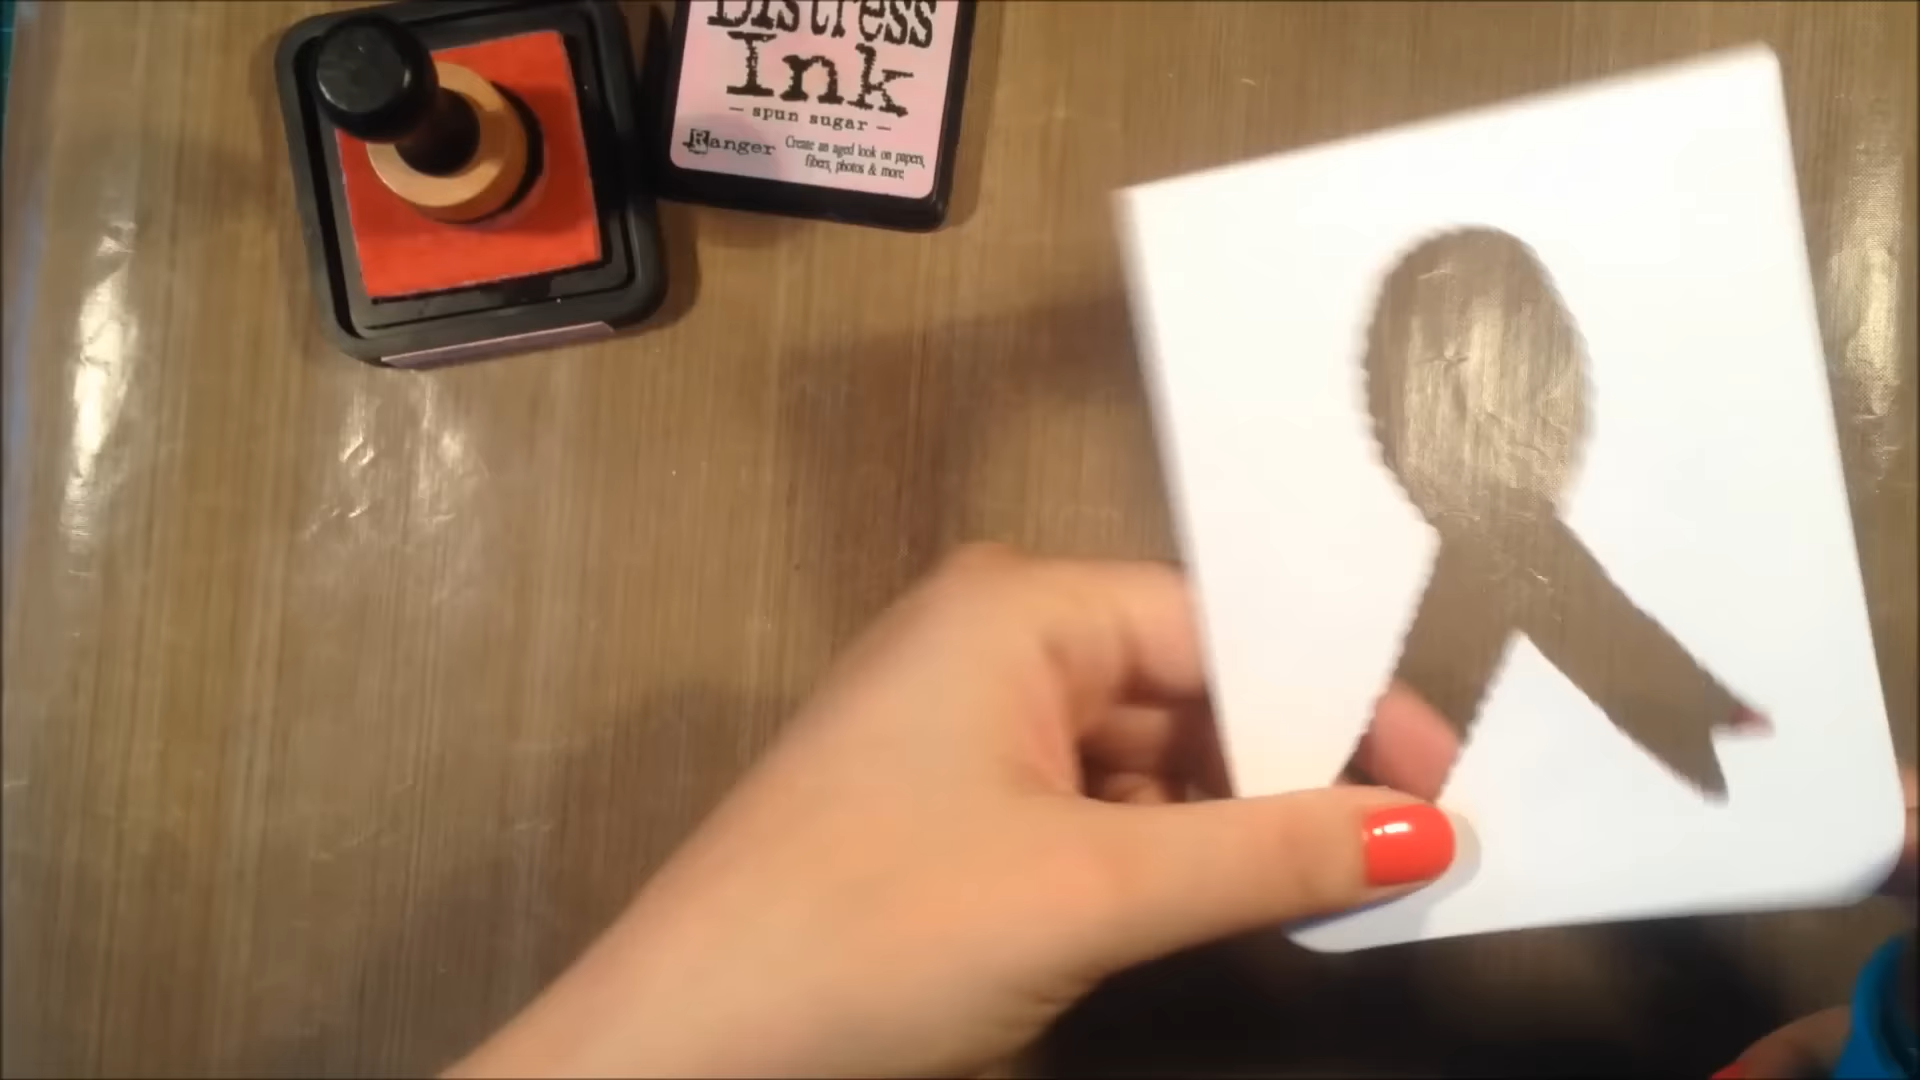 Distress
Ink
— spun sugar —
Ranger
Create an aged look on papers,
fibers, photos & more